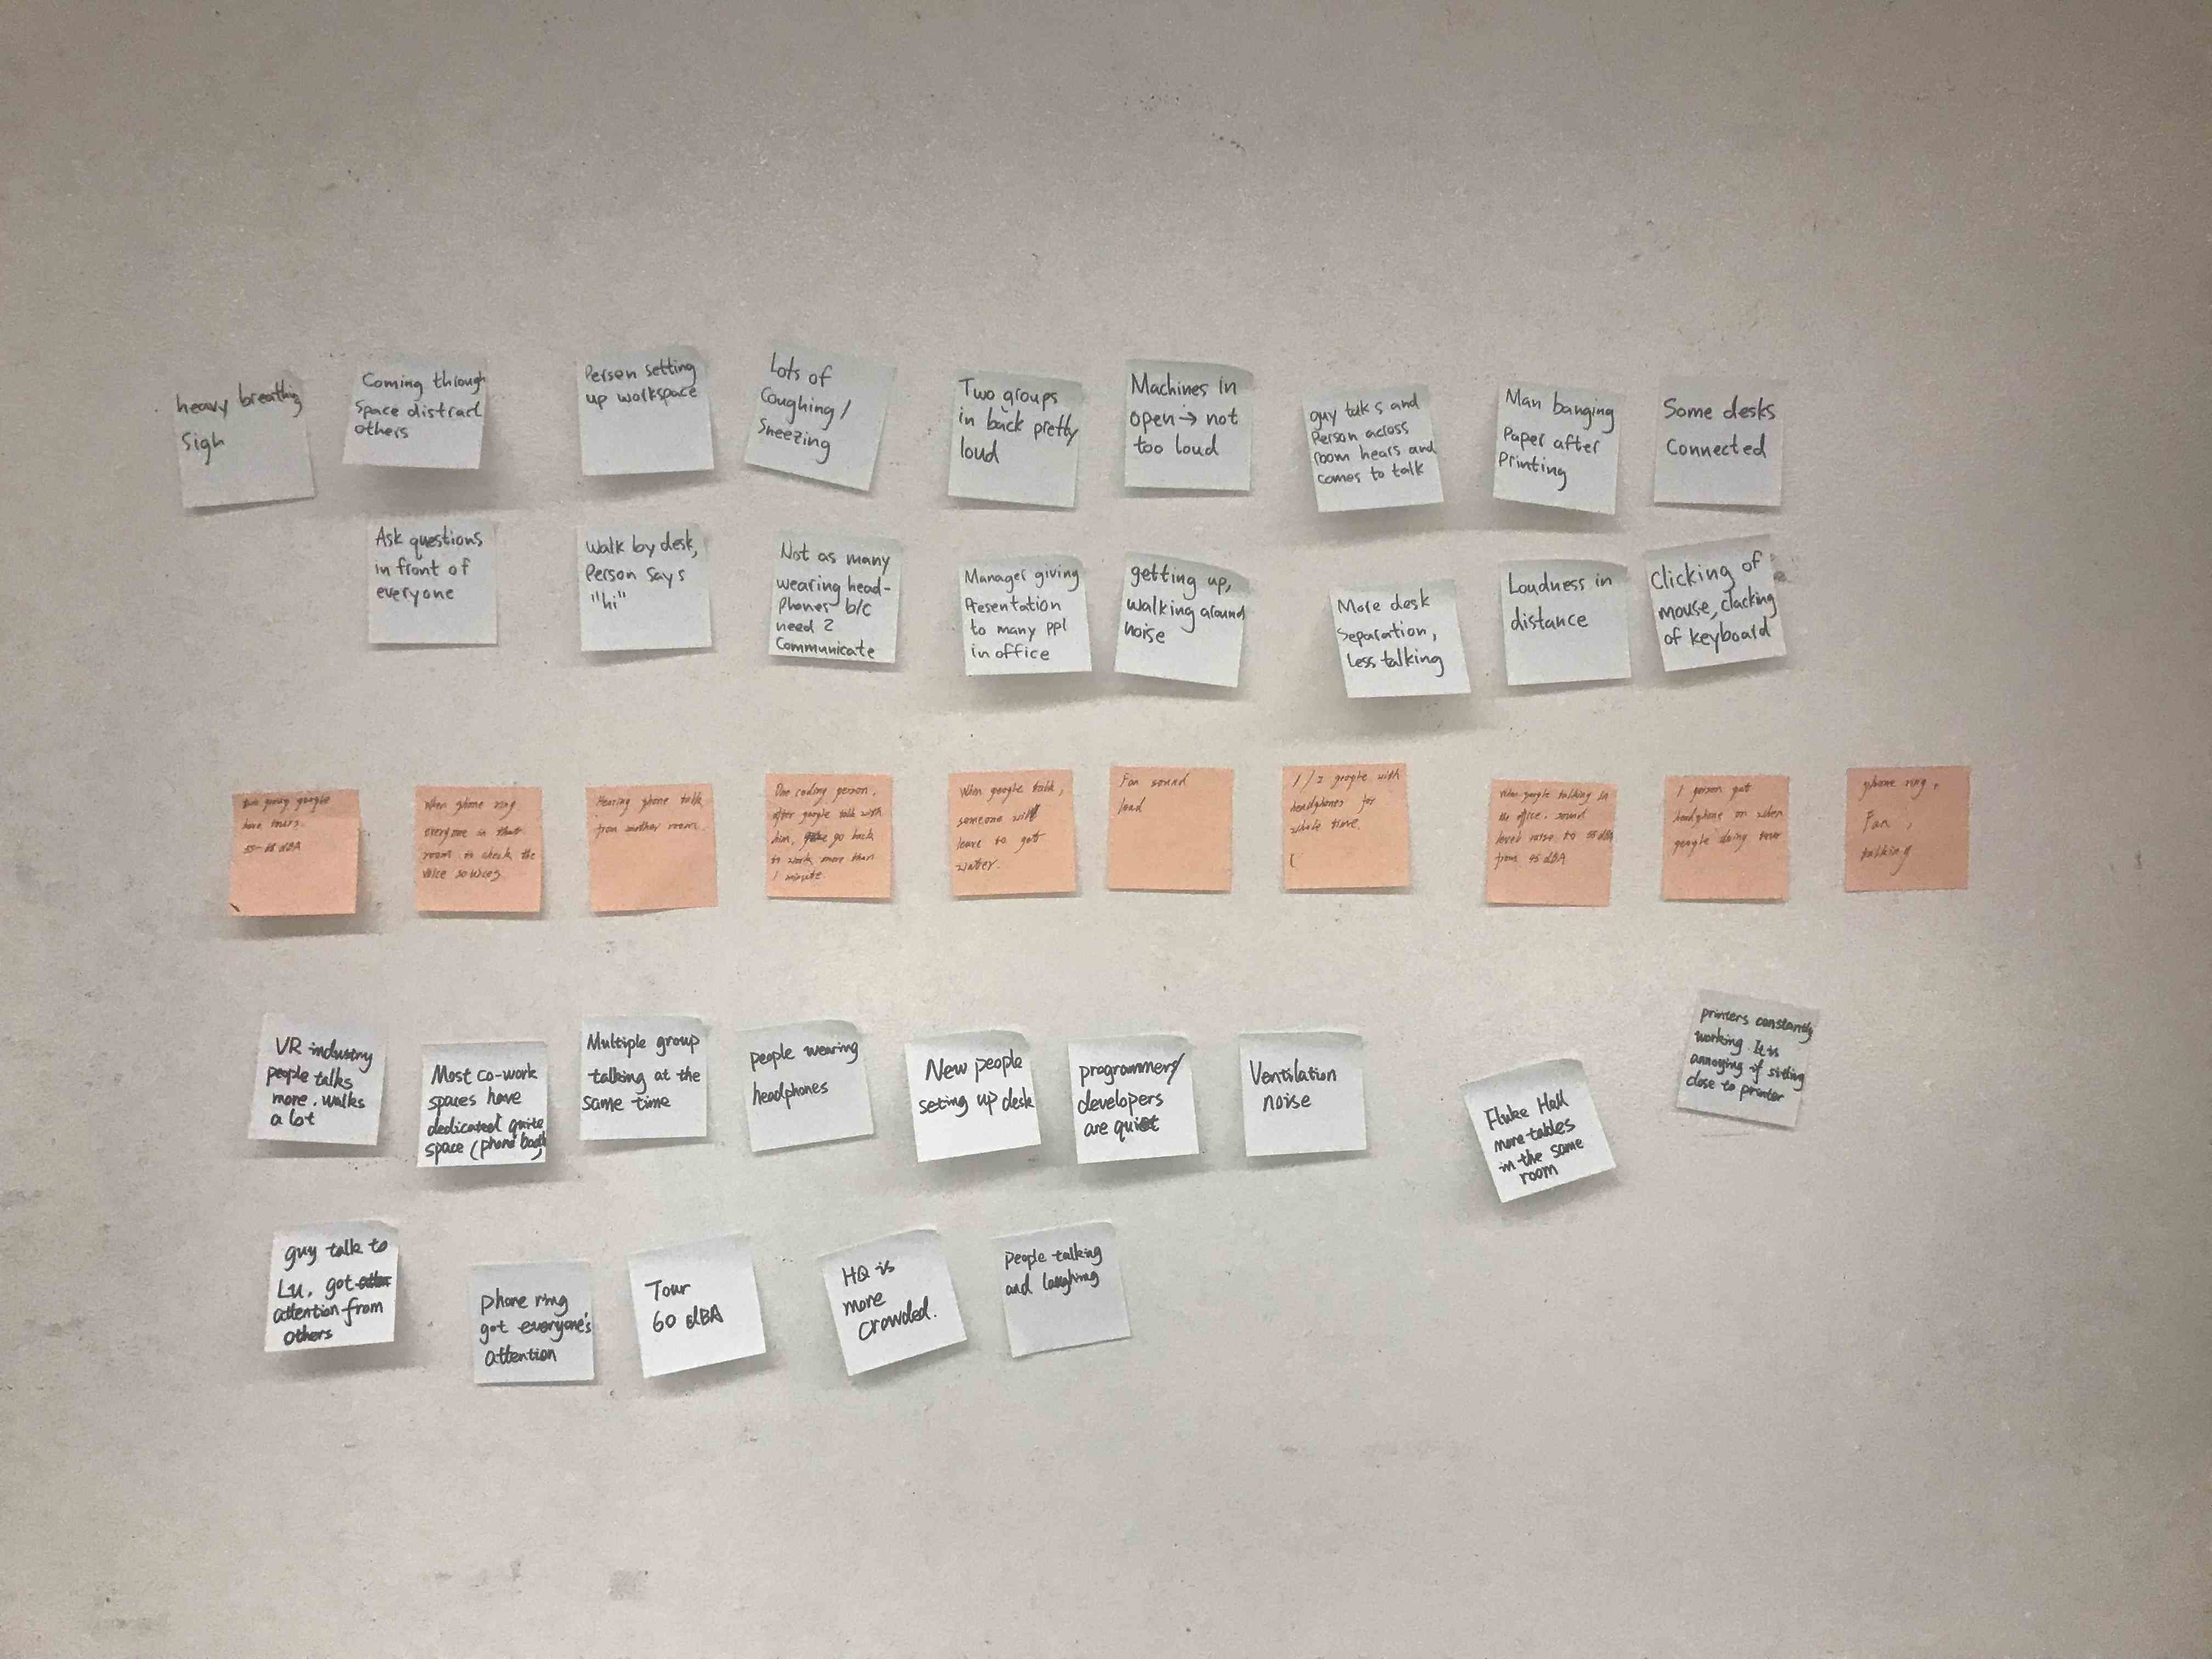 heavy breathing
Sigh
Coming through
Space distract
others
Person setting
up workspace
Lots of
Coughing/
Sneezing
Two groups
in back pretty
loud
Machines in
open → not
too loud
guy talks and
Person across
room hears and
comes to talk
Man banging
Paper after
Printing
Some desks
Connected
Ask questions
in front of
everyone
Walk by desk,
Person says
"hi"
Not as many
wearing head-
Phones b/c
need 2
Communicate
Manager giving
Presentation
to many ppl
in office
getting up,
walking around
noise
More desk
Separation,
Less talking
Loudness in
distance
Clicking of
mouse, clacking
of keyboard
people
have tours.
dBA
When phone ring
everyone in that
room is check the
voice sources.
Hearing phone talk
from another room.
One coding person,
after people talk with
him, go back
to work more than
1 minute.
When people talk,
someone will
leave to get
water.
Fan sound
loud
1/2 people with
headphones for
whole time.
When people talking in
the office. sound
level raise to 55 dBA
from 45 dBA
1 person put
headphone on when
people doing tour
phone ring,
Fan,
talking
VR industry
people talks
more. walks
a lot
Most co-work
spaces have
dedicated quite
space (phone booth
Multiple group
talking at the
same time
people wearing
headphones
New people
seting up desk
programmers/
developers
are quiet
Ventilation
noise
Fluke Hall
more tables
in the same
room
printers constantly
working. It is
annoying if sitting
close to printer
guy talk to
Lu, got
attention from
others
phone ring
got everyone's
attention
Tour
60 dBA
HQ is
more
crowded.
People talking
and laughing